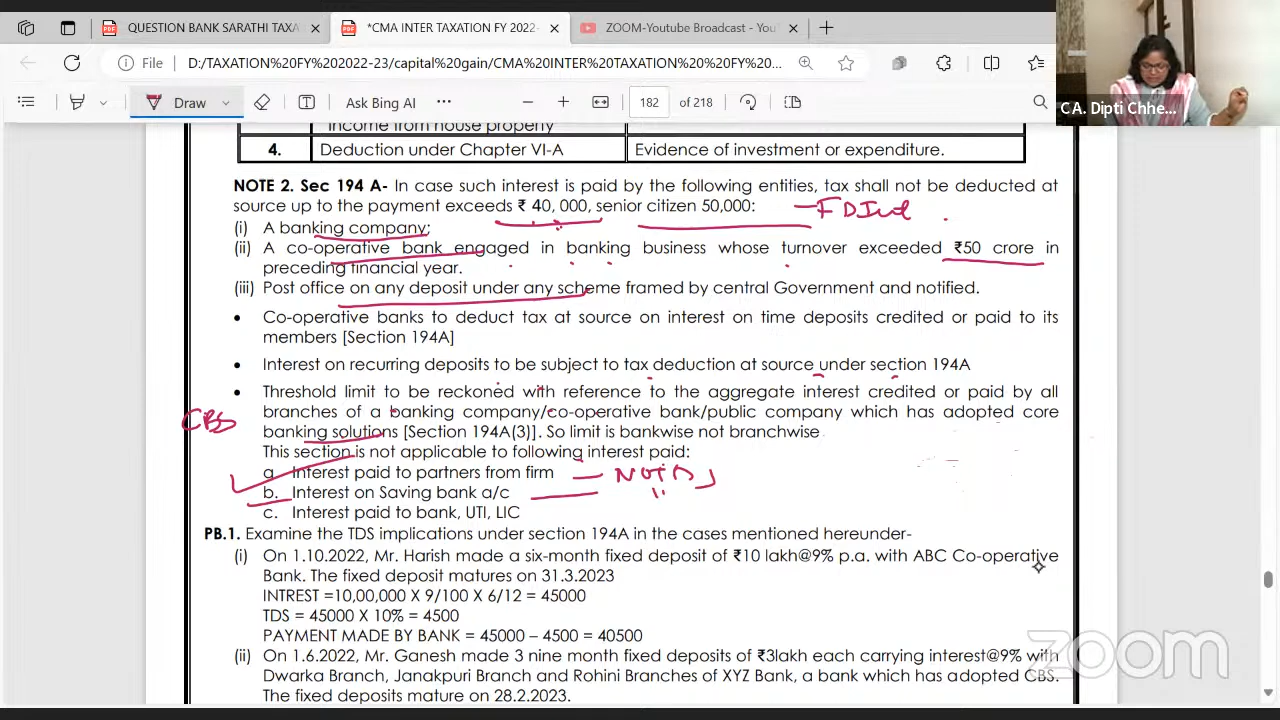 QUESTION BANK SARATHI TAXA
*CMA INTER TAXATION FY 2022-
ZOOM-Youtube Broadcast - You
File
D:/TAXATION%20FY%202022-23/capital%20gain/CMA%20INTER%20TAXATION%20%20FY%20...
Draw
Ask Bing AI
182 of 218
CA. Dipti Chhe...
Income from house property
4. Deduction under Chapter VI-A Evidence of investment or expenditure.
NOTE 2. Sec 194 A- In case such interest is paid by the following entities, tax shall not be deducted at
source up to the payment exceeds ₹ 40, 000, senior citizen 50,000: – FD Int
(i) A banking company;
(ii) A co-operative bank engaged in banking business whose turnover exceeded ₹50 crore in
preceding financial year.
(iii) Post office on any deposit under any scheme framed by central Government and notified.
• Co-operative banks to deduct tax at source on interest on time deposits credited or paid to its
members [Section 194A]
• Interest on recurring deposits to be subject to tax deduction at source under section 194A
• Threshold limit to be reckoned with reference to the aggregate interest credited or paid by all
CBS
branches of a banking company/co-operative bank/public company which has adopted core
banking solutions [Section 194A(3)]. So limit is bankwise not branchwise
This section is not applicable to following interest paid:
a. Interest paid to partners from firm
b. Interest on Saving bank a/c
c. Interest paid to bank, UTI, LIC
PB.1. Examine the TDS implications under section 194A in the cases mentioned hereunder-
(i) On 1.10.2022, Mr. Harish made a six-month fixed deposit of ₹10 lakh@9% p.a. with ABC Co-operative
Bank. The fixed deposit matures on 31.3.2023
INTREST =10,00,000 X 9/100 X 6/12 = 45000
TDS = 45000 X 10% = 4500
PAYMENT MADE BY BANK = 45000 – 4500 = 40500
(ii) On 1.6.2022, Mr. Ganesh made 3 nine month fixed deposits of ₹3lakh each carrying interest@9% with
Dwarka Branch, Janakpuri Branch and Rohini Branches of XYZ Bank, a bank which has adopted CBS.
The fixed deposits mature on 28.2.2023.
zoom